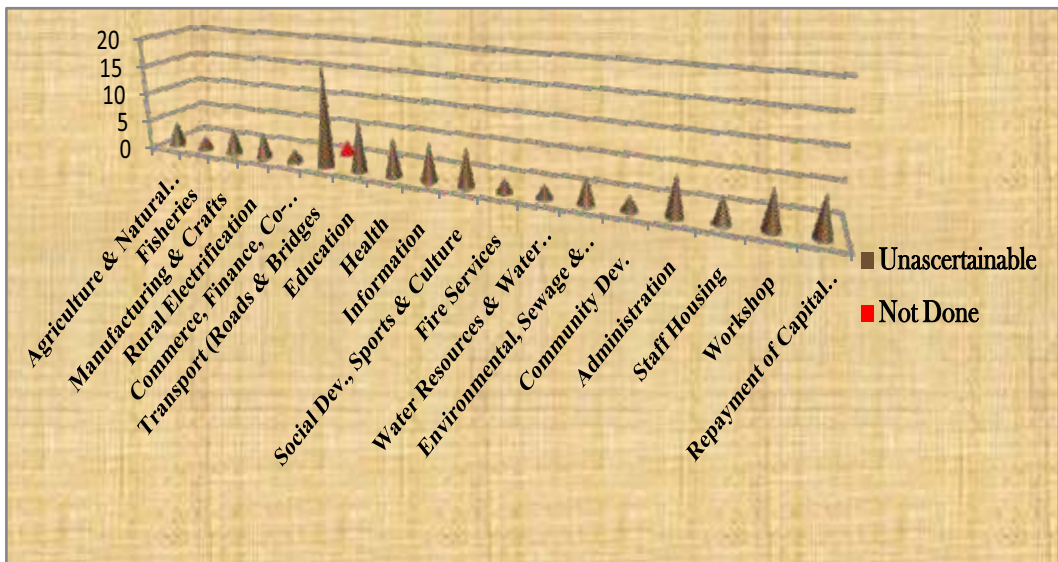 20
15
10
5
0
Agriculture & Natural..
Fisheries
Manufacturing & Crafts
Rural Electrification
Commerce, Finance, Co-..
Transport (Roads & Bridges
Education
Health
Information
Social Dev., Sports & Culture
Fire Services
Water Resources & Water..
Environmental, Sewage &..
Community Dev.
Administration
Staff Housing
Workshop
Repayment of Capital..
Unascertainable
Not Done